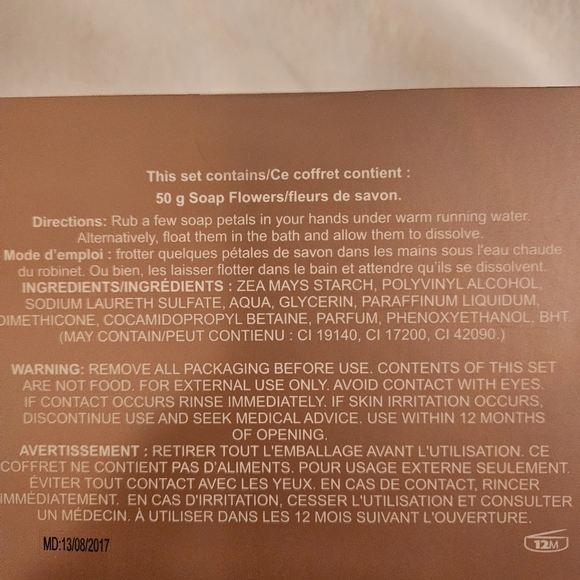 This set contains/Ce coffret contient :
50 g Soap Flowers/fleurs de savon.
Directions: Rub a few soap petals in your hands under warm running water.
Alternatively, float them in the bath and allow them to dissolve.
Mode d'emploi : frotter quelques pétales de savon dans les mains sous l'eau chaude
du robinet. Ou bien, les laisser flotter dans le bain et attendre qu'ils se dissolvent.
INGREDIENTS/INGRÉDIENTS : ZEA MAYS STARCH, POLYVINYL ALCOHOL,
SODIUM LAURETH SULFATE, AQUA, GLYCERIN, PARAFFINUM LIQUIDUM,
DIMETHICONE, COCAMIDOPROPYL BETAINE, PARFUM, PHENOXYETHANOL, BHT.
(MAY CONTAIN/PEUT CONTENIU : CI 19140, CI 17200, CI 42090.)
WARNING: REMOVE ALL PACKAGING BEFORE USE. CONTENTS OF THIS SET
ARE NOT FOOD. FOR EXTERNAL USE ONLY. AVOID CONTACT WITH EYES.
IF CONTACT OCCURS RINSE IMMEDIATELY. IF SKIN IRRITATION OCCURS,
DISCONTINUE USE AND SEEK MEDICAL ADVICE. USE WITHIN 12 MONTHS
OF OPENING.
AVERTISSEMENT : RETIRER TOUT L'EMBALLAGE AVANT L'UTILISATION. CE
COFFRET NE CONTIENT PAS D'ALIMENTS. POUR USAGE EXTERNE SEULEMENT.
ÉVITER TOUT CONTACT AVEC LES YEUX. EN CAS DE CONTACT, RINCER
IMMÉDIATEMENT. EN CAS D'IRRITATION, CESSER L'UTILISATION ET CONSULTER
UN MÉDECIN. À UTILISER DANS LES 12 MOIS SUIVANT L'OUVERTURE.
MD:13/08/2017
12M